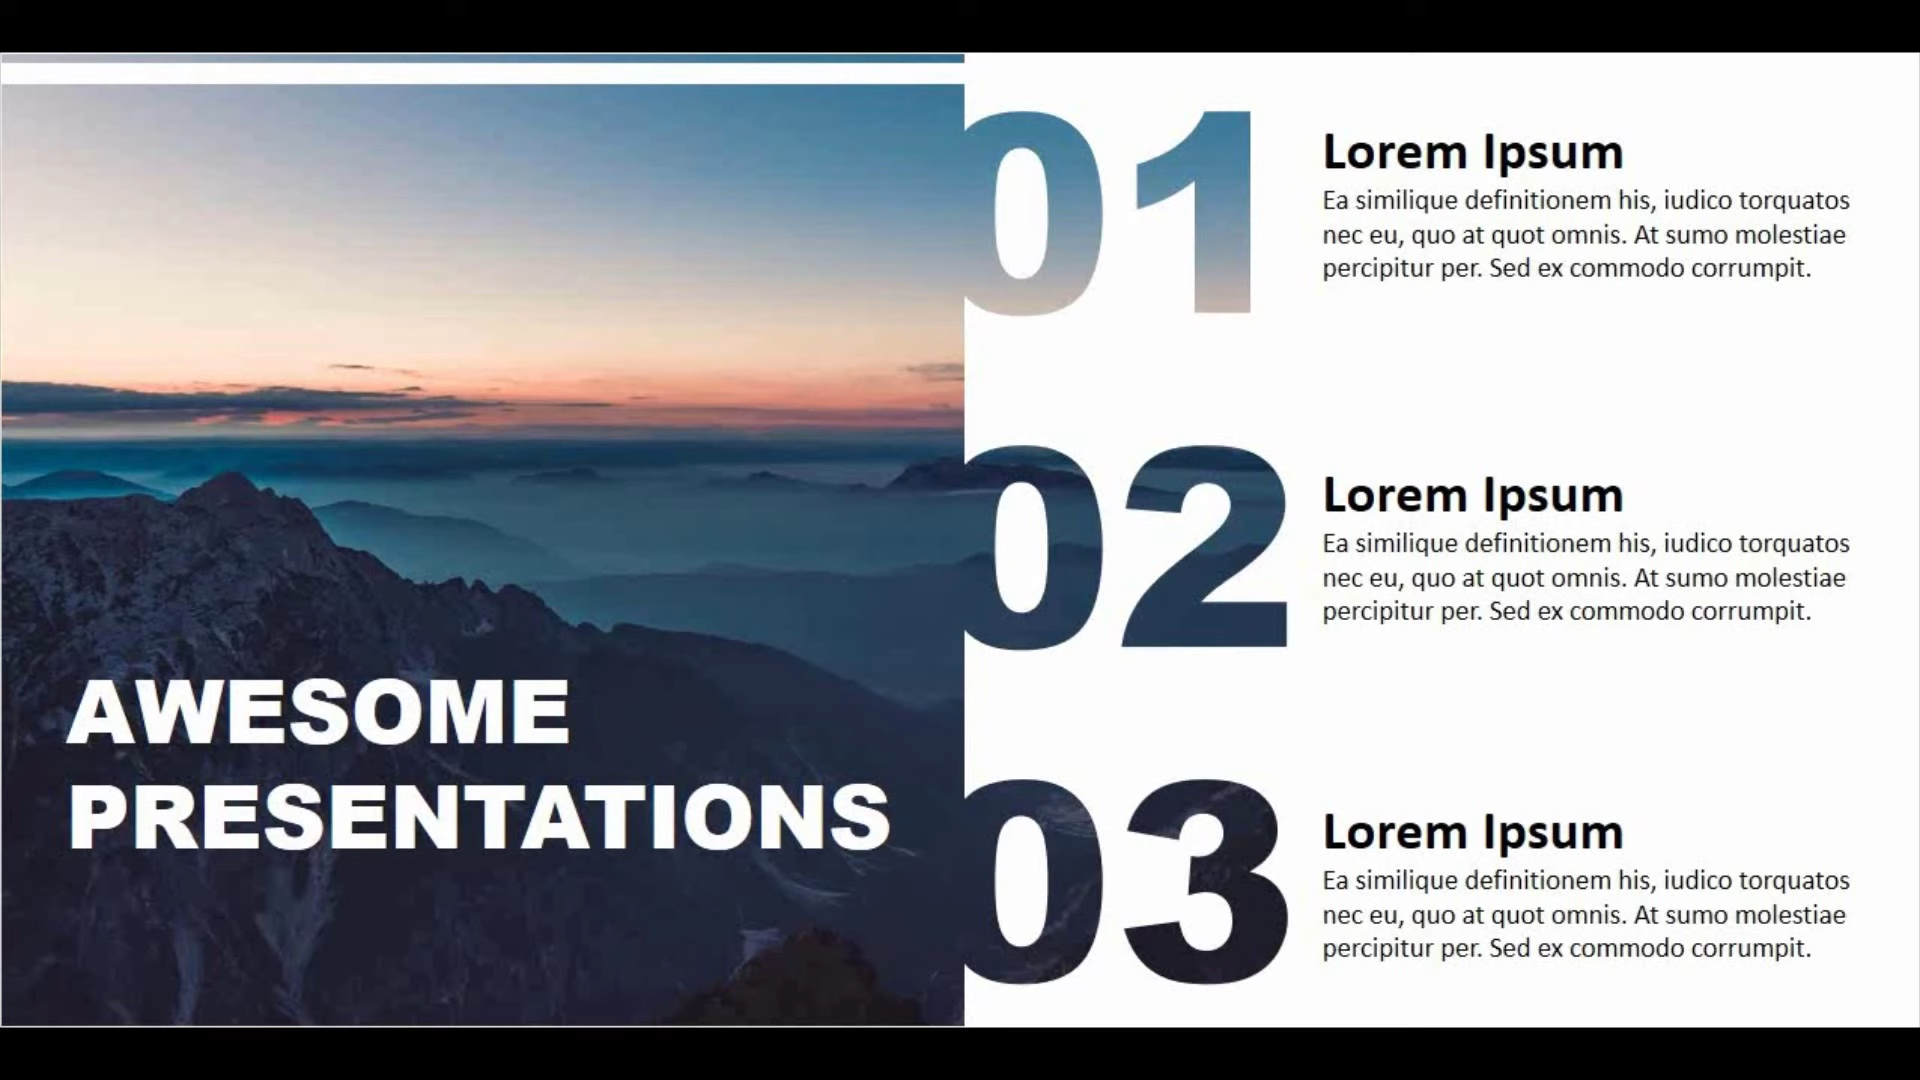 AWESOME
PRESENTATIONS
01
Lorem Ipsum
Ea similique definitionem his, iudico torquatos
nec eu, quo at quot omnis. At sumo molestiae
percipitur per. Sed ex commodo corrumpit.
02
Lorem Ipsum
Ea similique definitionem his, iudico torquatos
nec eu, quo at quot omnis. At sumo molestiae
percipitur per. Sed ex commodo corrumpit.
03
Lorem Ipsum
Ea similique definitionem his, iudico torquatos
nec eu, quo at quot omnis. At sumo molestiae
percipitur per. Sed ex commodo corrumpit.